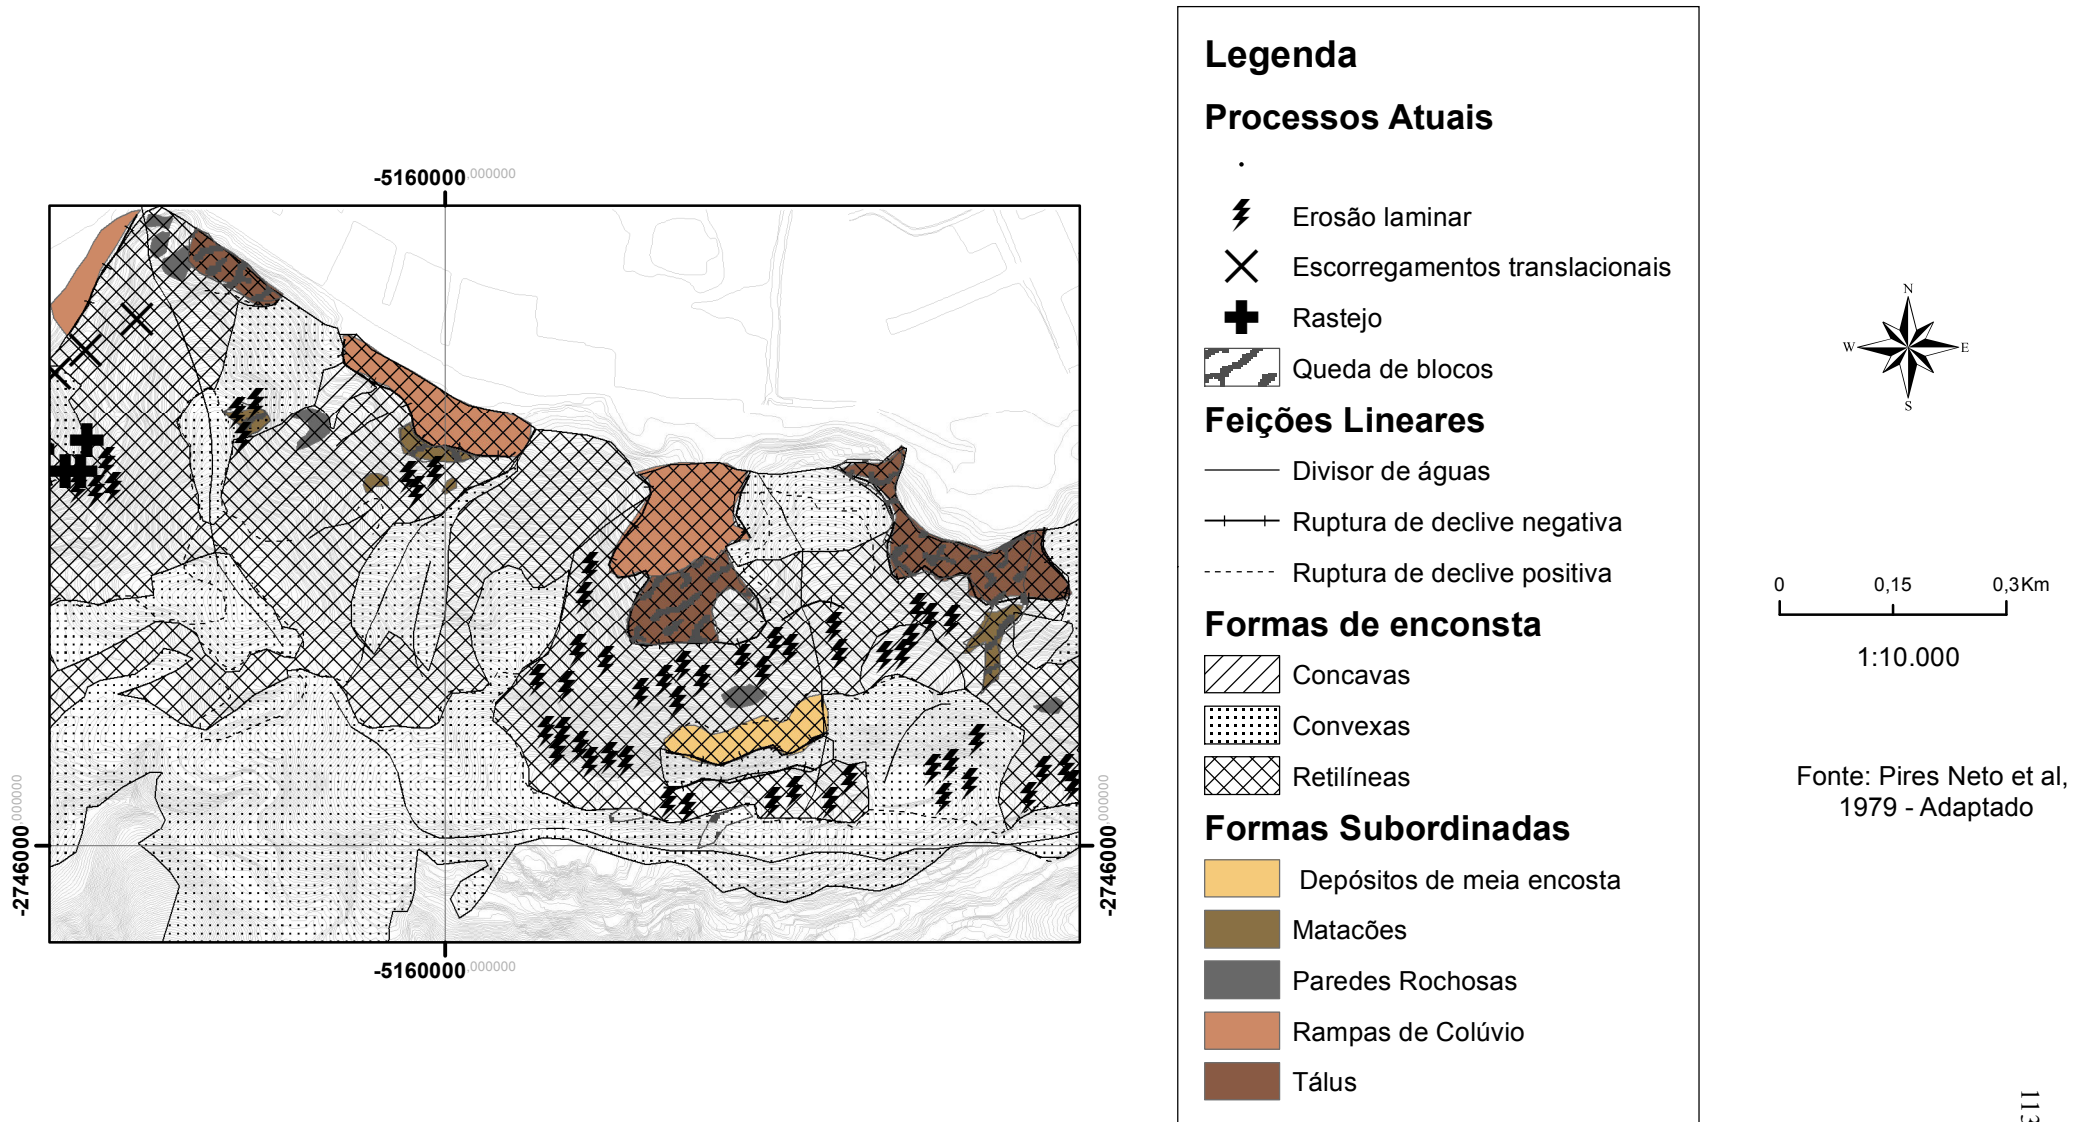 -5160000,000000
-2746000,000000
-2746000,000000
-5160000,000000
Legenda
Processos Atuais
Erosão laminar
Escorregamentos translacionais
Rastejo
Queda de blocos
Feições Lineares
Divisor de águas
Ruptura de declive negativa
Ruptura de declive positiva
Formas de enconsta
Concavas
Convexas
Retilíneas
Formas Subordinadas
Depósitos de meia encosta
Matacões
Paredes Rochosas
Rampas de Colúvio
Tálus
N
W E
S
0 0,15 0,3Km
1:10.000
Fonte: Pires Neto et al,
1979 - Adaptado
113